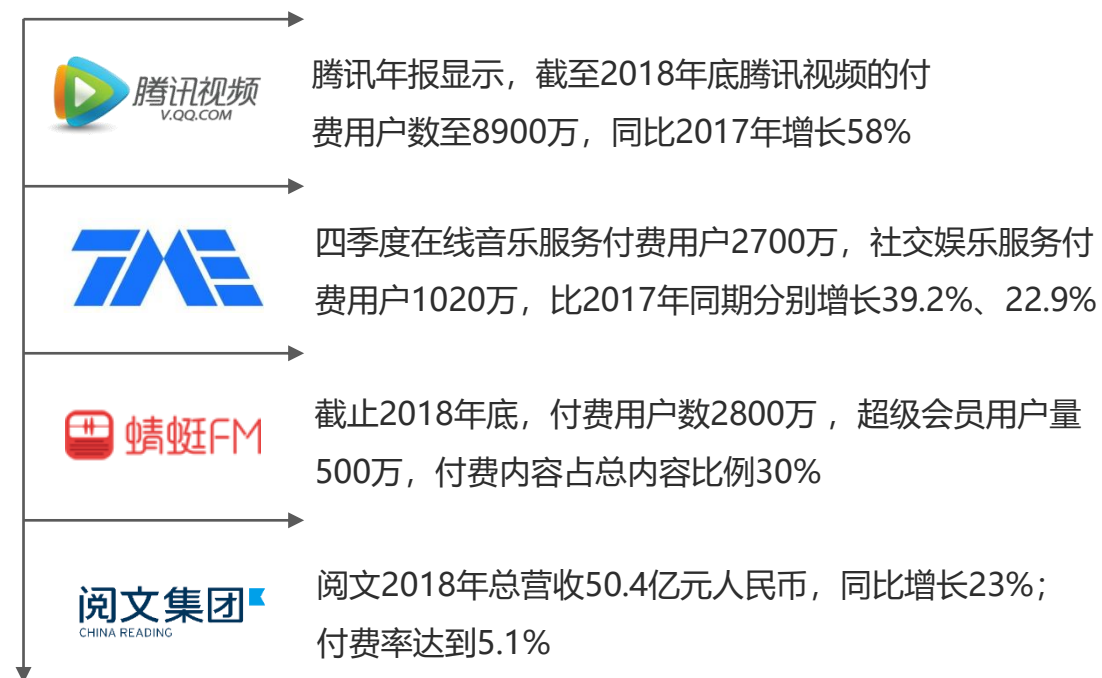 腾讯视频
V.QQ.COM
腾讯年报显示，截至2018年底腾讯视频的付
费用户数至8900万，同比2017年增长58%
TME
四季度在线音乐服务付费用户2700万，社交娱乐服务付
费用户1020万，比2017年同期分别增长39.2%、22.9%
蜻蜓FM
截止2018年底，付费用户数2800万 ，超级会员用户量
500万，付费内容占总内容比例30%
阅文集团
CHINA READING
阅文2018年总营收50.4亿元人民币，同比增长23%；
付费率达到5.1%